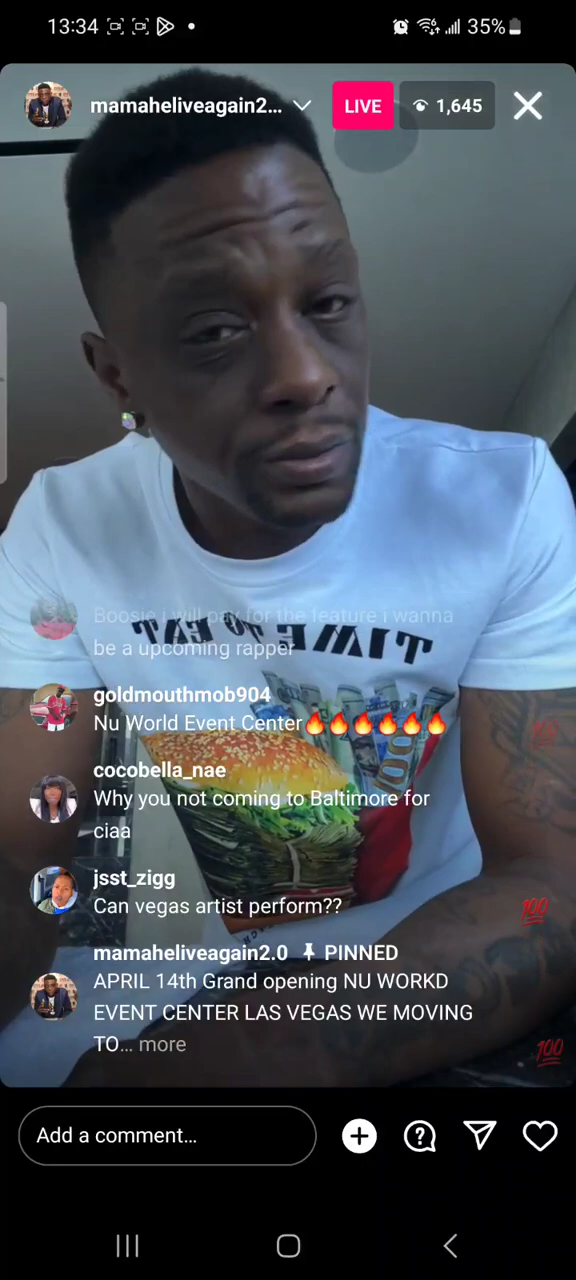 13:34
35%
mamaheliveagain2...
LIVE
1,645
Boosie i will pay for the feature i wanna
be a upcoming rapper
TIME TO EAT
goldmouthmob904
Nu World Event Center🔥🔥🔥🔥🔥🔥
100
cocobella_nae
Why you not coming to Baltimore for
ciaa
jsst_zigg
Can vegas artist perform??
100
mamaheliveagain2.0 PINNED
APRIL 14th Grand opening NU WORKD
EVENT CENTER LAS VEGAS WE MOVING
TO... more
100
Add a comment...